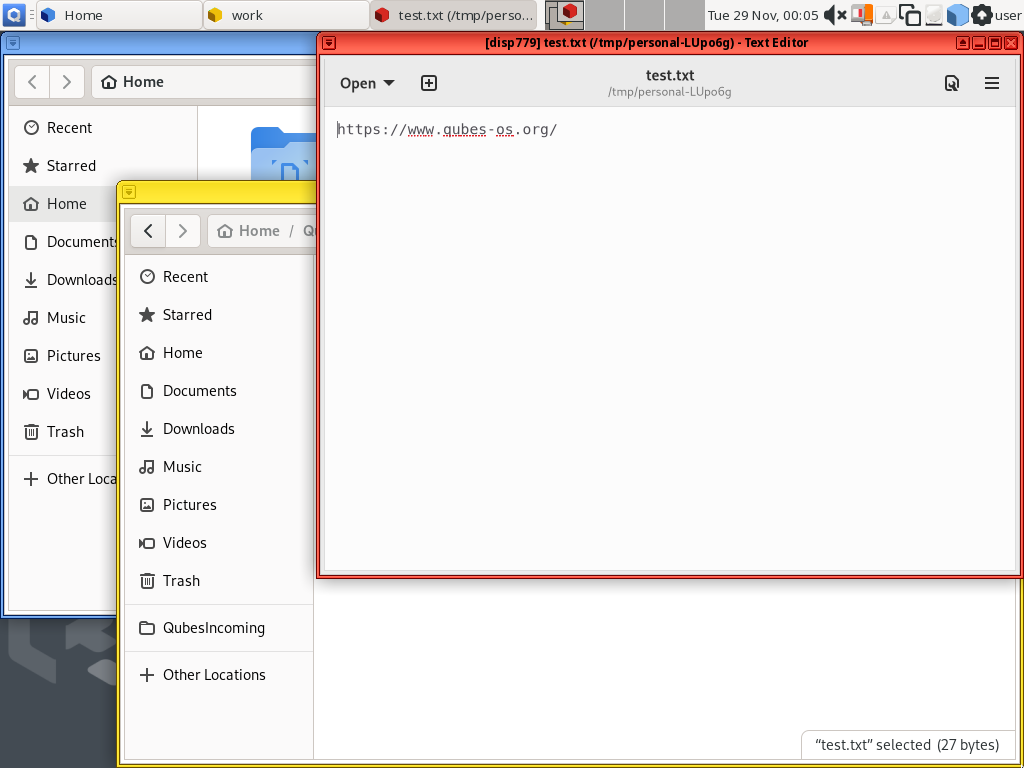 Home
work
test.txt (/tmp/perso...
Tue 29 Nov, 00:05
user
[disp779] test.txt (/tmp/personal-LUpo6g) - Text Editor
Open
test.txt
/tmp/personal-LUpo6g
https://www.qubes-os.org/
Home
Recent
Starred
Home
Documents
Downloads
Music
Pictures
Videos
Trash
Other Loca
Home / Qu
Recent
Starred
Home
Documents
Downloads
Music
Pictures
Videos
Trash
QubesIncoming
Other Locations
“test.txt” selected (27 bytes)